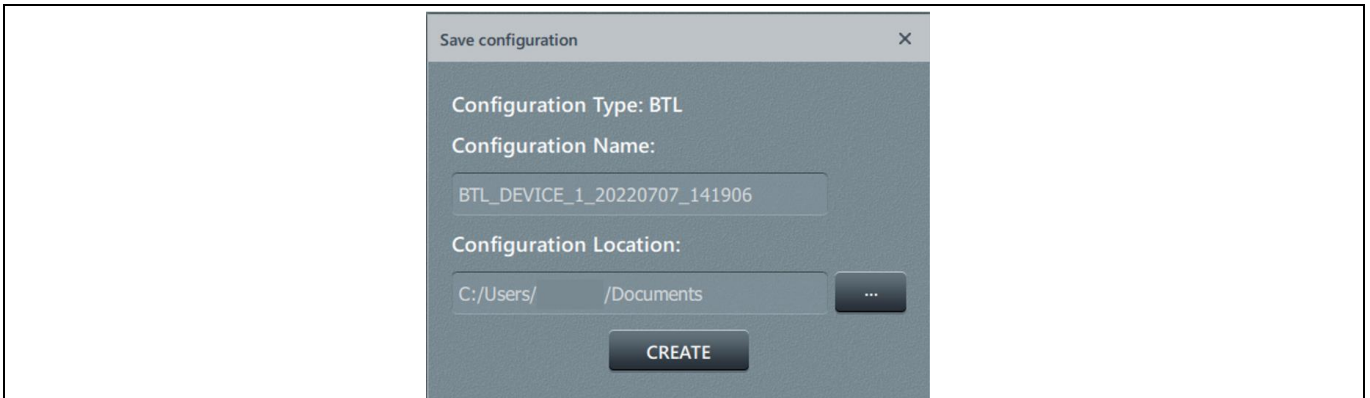 Save configuration ×
Configuration Type: BTL
Configuration Name:
BTL_DEVICE_1_20220707_141906
Configuration Location:
C:/Users/ /Documents ...
CREATE